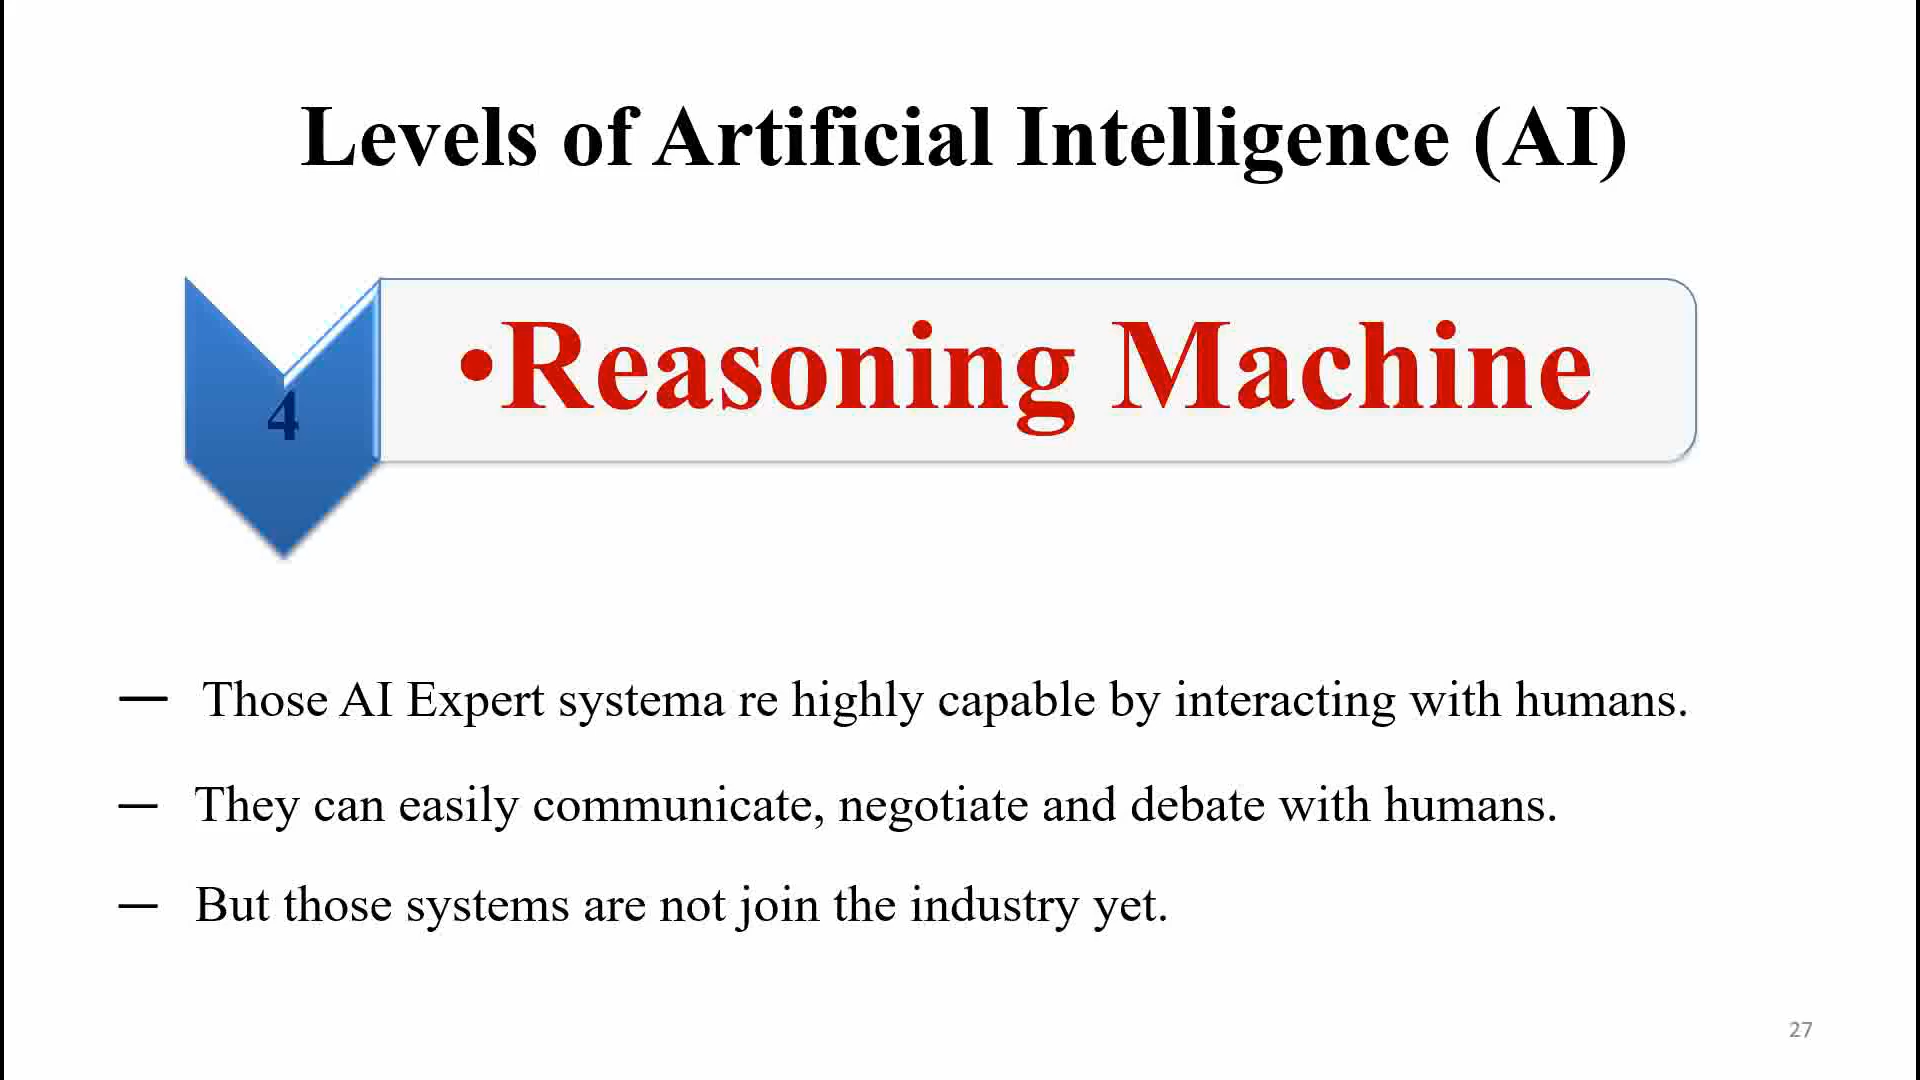 Levels of Artificial Intelligence (AI)
4
•Reasoning Machine
— Those AI Expert systema re highly capable by interacting with humans.
— They can easily communicate, negotiate and debate with humans.
— But those systems are not join the industry yet.
27